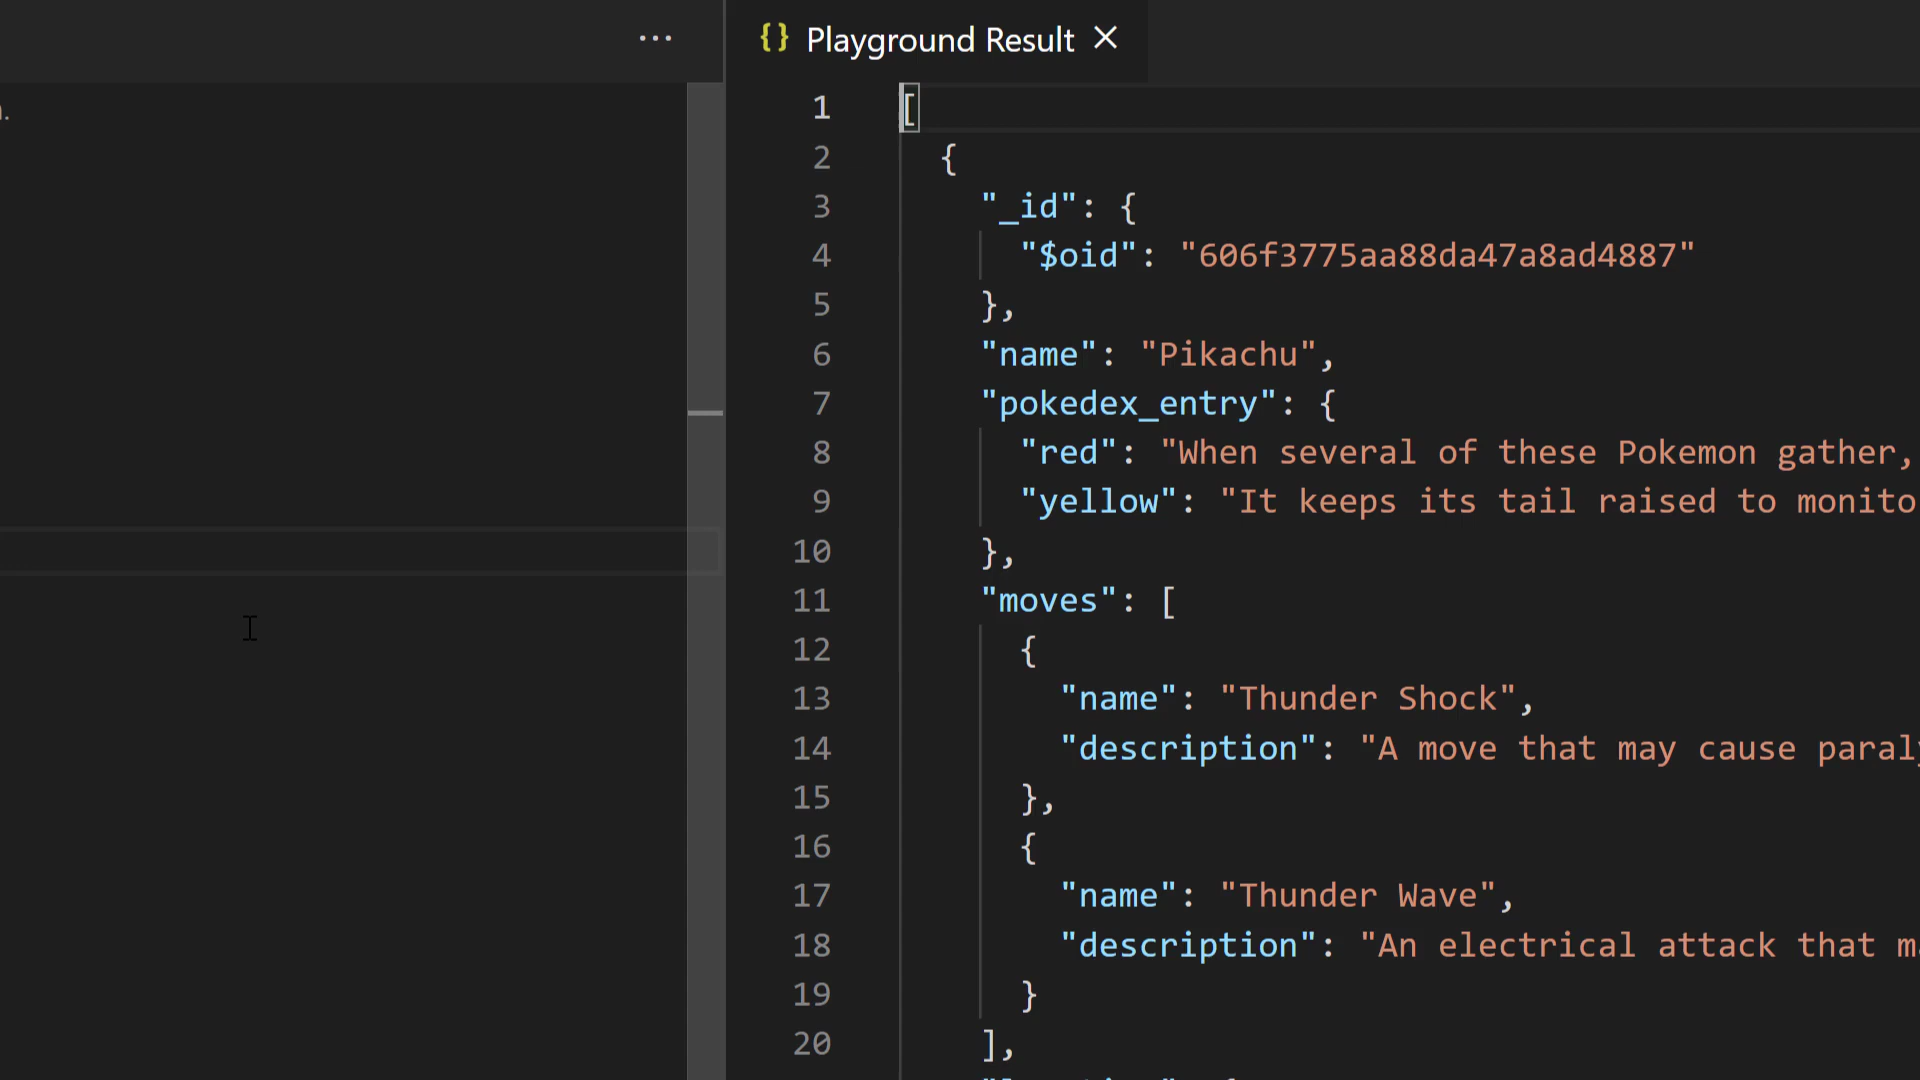 Playground Result
1 [
2 {
3 "_id": {
4 "$oid": "606f3775aa88da47a8ad4887"
5 },
6 "name": "Pikachu",
7 "pokedex_entry": {
8 "red": "When several of these Pokemon gather,
9 "yellow": "It keeps its tail raised to monito
10 },
11 "moves": [
12 {
13 "name": "Thunder Shock",
14 "description": "A move that may cause paraly
15 },
16 {
17 "name": "Thunder Wave",
18 "description": "An electrical attack that m
19 }
20 ],